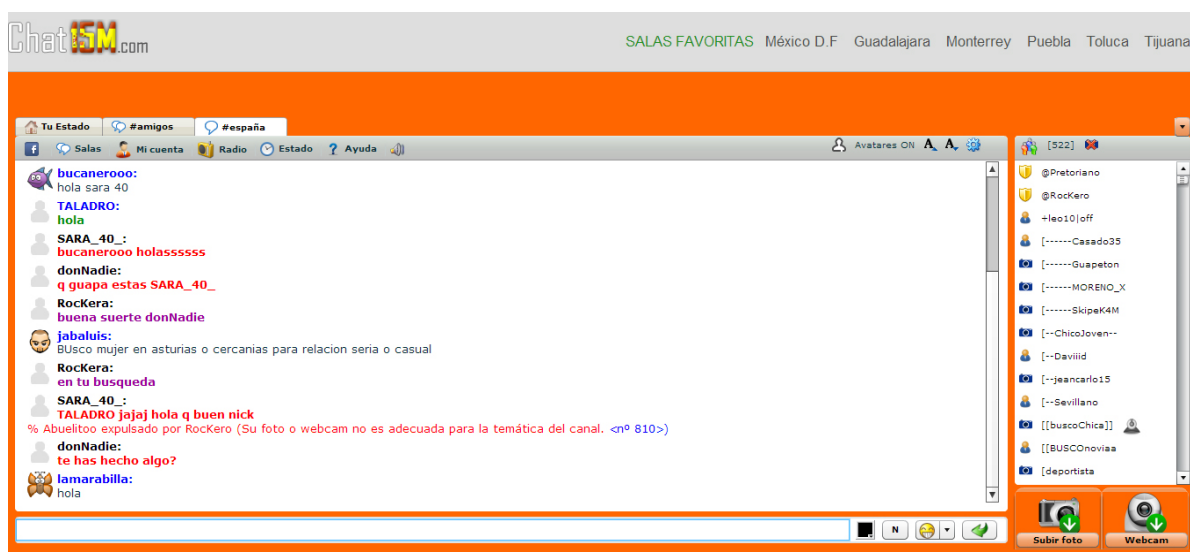 Chat15M.com
SALAS FAVORITAS México D.F Guadalajara Monterrey Puebla Toluca Tijuana
Tu Estado #amigos #españa
Salas Mi cuenta Radio Estado Ayuda Avatares ON A A [522]
bucanerooo:
hola sara 40
TALADRO:
hola
SARA_40_:
bucanerooo holassssss
donNadie:
q guapa estas SARA_40_
RocKera:
buena suerte donNadie
jabaluis:
BUsco mujer en asturias o cercanias para relacion seria o casual
RocKera:
en tu busqueda
SARA_40_:
TALADRO jajaj hola q buen nick
% Abuelitoo expulsado por RocKero (Su foto o webcam no es adecuada para la temática del canal. <nº 810>)
donNadie:
te has hecho algo?
lamarabilla:
hola
N
@Pretoriano
@RocKero
+leo10|off
[------Casado35
[------Guapeton
[------MORENO_X
[------SkipeK4M
[--ChicoJoven--
[--Daviiid
[--jeancarlo15
[--Sevillano
[[buscoChica]]
[[BUSCOnoviaa
[deportista
Subir foto Webcam